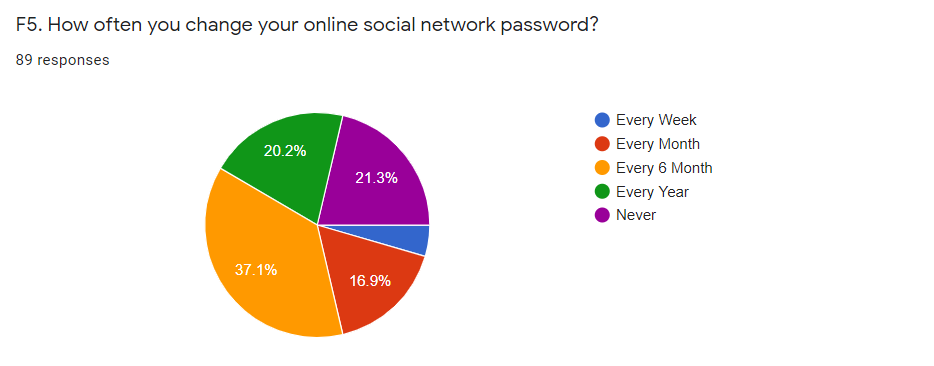 F5. How often you change your online social network password?
89 responses
20.2%
21.3%
37.1%
16.9%
Every Week
Every Month
Every 6 Month
Every Year
Never